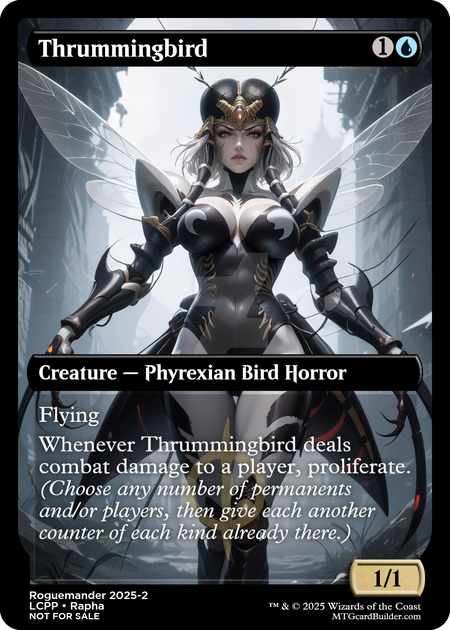 Thrummingbird
1
Creature — Phyrexian Bird Horror
Flying
Whenever Thrummingbird deals
combat damage to a player, proliferate.
(Choose any number of permanents
and/or players, then give each another
counter of each kind already there.)
1/1
Roguemander 2025-2
LCPP • Rapha
NOT FOR SALE
™ & © 2025 Wizards of the Coast
MTGcardBuilder.com